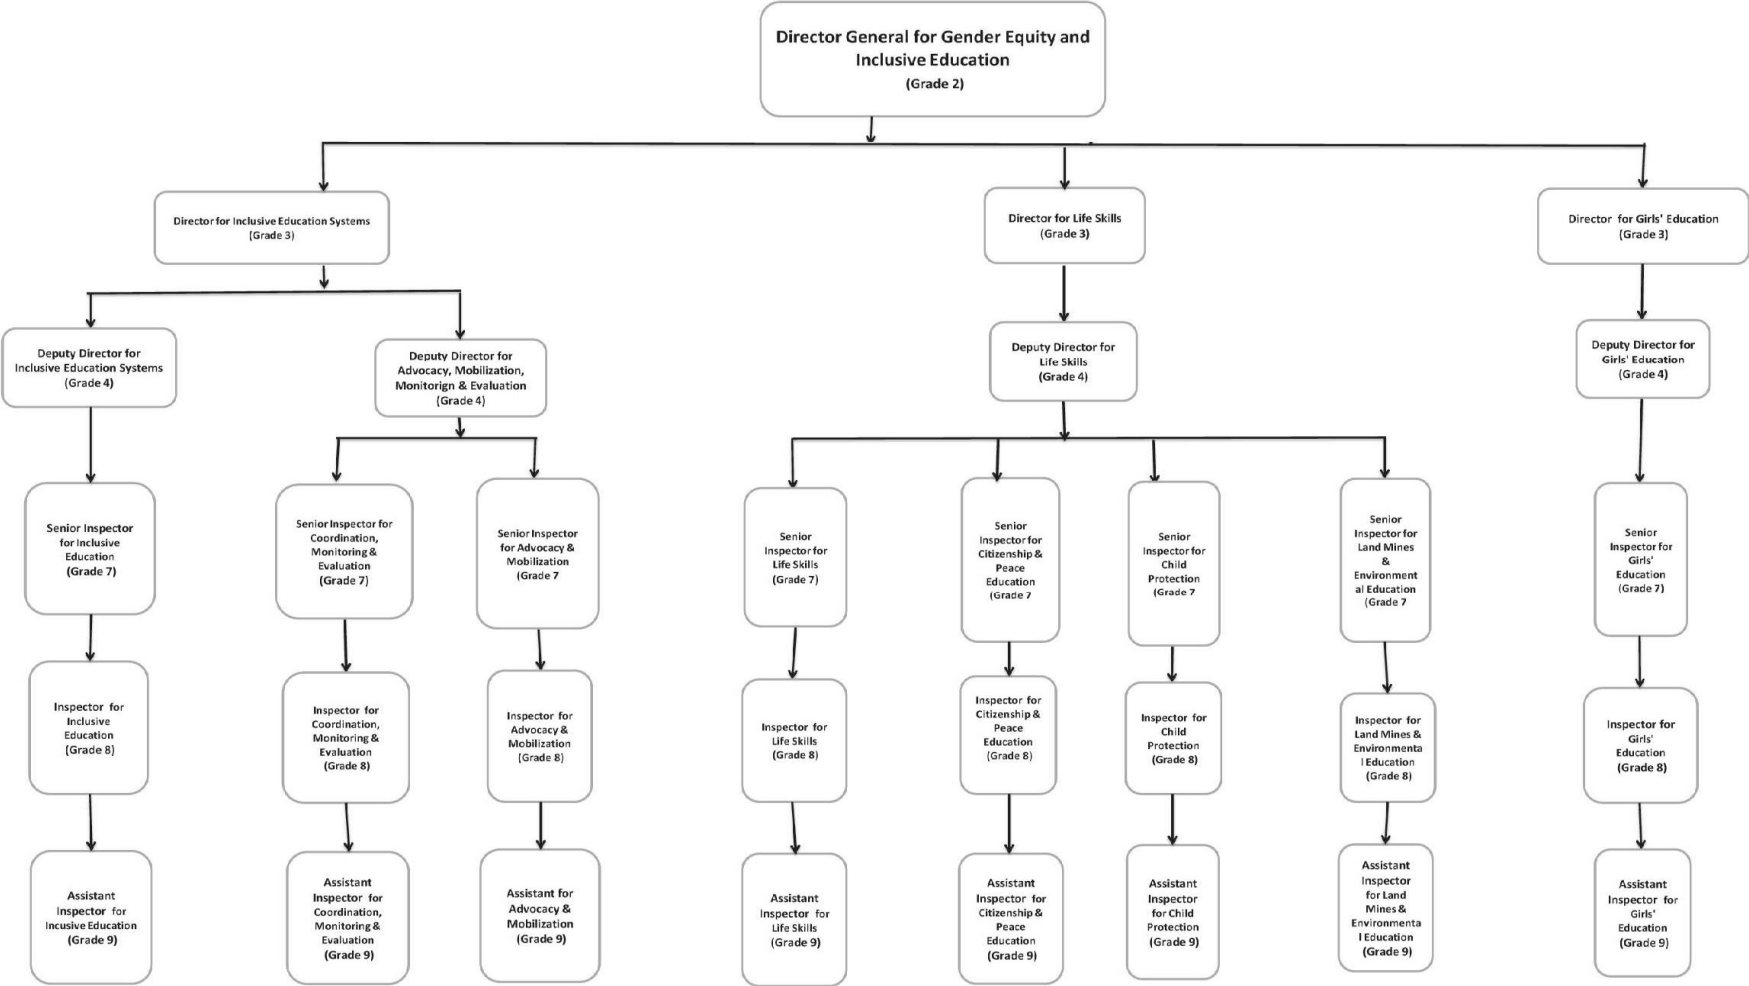 Director General for Gender Equity and
Inclusive Education
(Grade 2)
Director for Inclusive Education Systems
(Grade 3)
Director for Life Skills
(Grade 3)
Director for Girls' Education
(Grade 3)
Deputy Director for
Inclusive Education Systems
(Grade 4)
Deputy Director for
Advocacy, Mobilization,
Monitorign & Evaluation
(Grade 4)
Deputy Director for
Life Skills
(Grade 4)
Deputy Director for
Girls' Education
(Grade 4)
Senior Inspector
for Inclusive
Education
(Grade 7)
Senior Inspector for
Coordination,
Monitoring &
Evaluation
(Grade 7)
Senior Inspector
for Advocacy &
Mobilization
(Grade 7
Senior
Inspector for
Life Skills
(Grade 7)
Senior
Inspector for
Citizenship &
Peace
Education
(Grade 7
Senior
Inspector for
Child
Protection
(Grade 7
Senior
Inspector for
Land Mines
&
Environment
al Education
(Grade 7
Senior
Inspector for
Girls'
Education
(Grade 7)
Inspector for
Inclusive
Education
(Grade 8)
Inspector for
Coordination,
Monitoring &
Evaluation
(Grade 8)
Inspector for
Advocacy &
Mobilization
(Grade 8)
Inspector for
Life Skills
(Grade 8)
Inspector for
Citizenship &
Peace
Education
(Grade 8)
Inspector for
Child
Protection
(Grade 8)
Inspector for
Land Mines &
Environmenta
l Education
(Grade 8)
Inspector for
Girls'
Education
(Grade 8)
Assistant
Inspector for
Incusive Education
(Grade 9)
Assistant
Inspector for
Coordination,
Monitoring &
Evaluation
(Grade 9)
Assistant for
Advocacy &
Mobilization
(Grade 9)
Assistant
Inspector for
Life Skills
(Grade 9)
Assistant
Inspector for
Citizenship &
Peace
Education
(Grade 9)
Assistant
Inspector
for Child
Protection
(Grade 9)
Assistant
Inspector
for Land
Mines &
Environmenta
l Education
(Grade 9)
Assistant
Inspector for
Girls'
Education
(Grade 9)